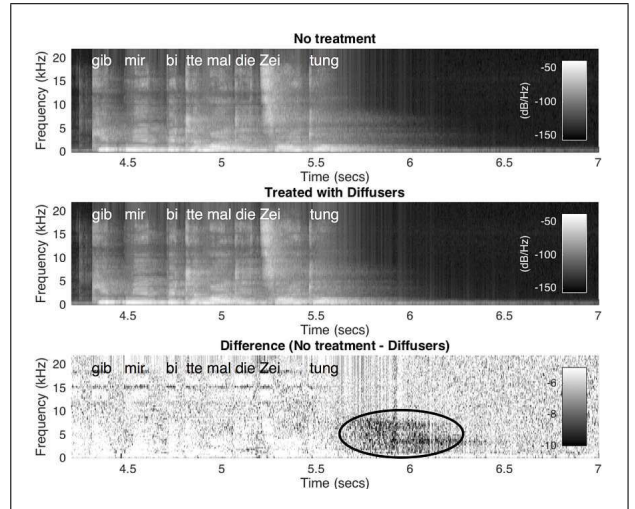 No treatment
gib mir bi tte mal die Zei tung
Frequency (kHz)
20
15
10
5
0
-50
-100
-150
(dB/Hz)
4.5 5 5.5 6 6.5 7
Time (secs)
Treated with Diffusers
gib mir bi tte mal die Zei tung
Frequency (kHz)
20
15
10
5
0
-50
-100
-150
(dB/Hz)
4.5 5 5.5 6 6.5 7
Time (secs)
Difference (No treatment - Diffusers)
gib mir bi tte mal die Zei tung
Frequency (kHz)
20
15
10
5
0
-6
-8
-10
4.5 5 5.5 6 6.5 7
Time (secs)